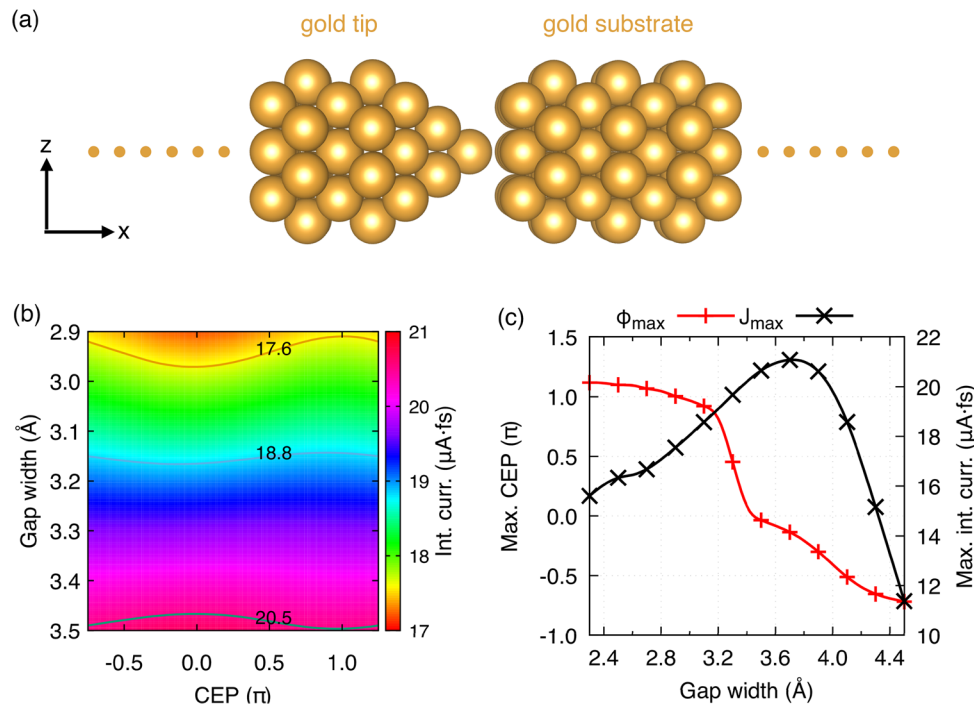 (a)
gold tip
gold substrate
z
x
(b)
2.9
3.0
3.1
3.2
3.3
3.4
3.5
Gap width (Å)
17.6
18.8
20.5
-0.5
0.0
0.5
1.0
CEP (π)
21
20
19
18
17
Int. curr. (μA·fs)
(c)
Φmax
Jmax
1.5
1.0
0.5
0.0
-0.5
-1.0
Max. CEP (π)
2.4
2.8
3.2
3.6
4.0
4.4
Gap width (Å)
22
20
18
16
14
12
10
Max. int. curr. (μA·fs)